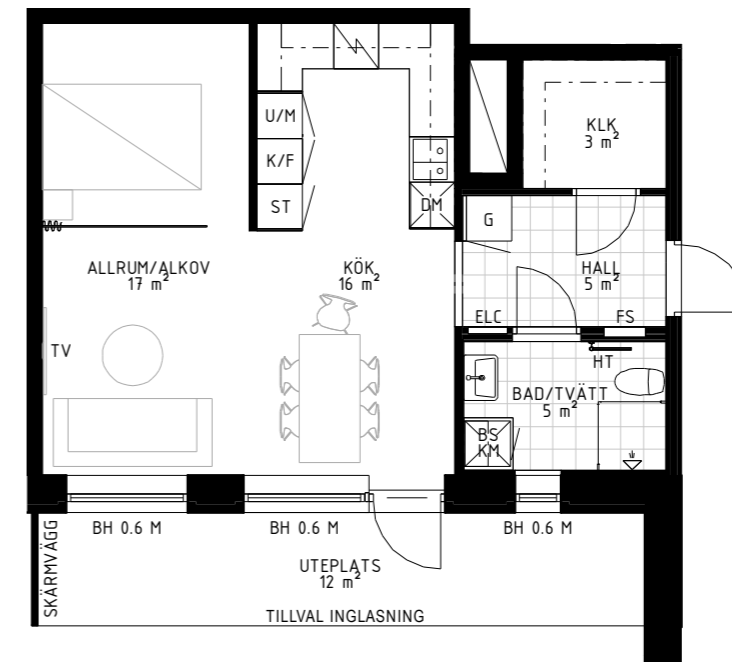 KLK
3 m²
U/M
K/F
ST
DM
G
ALLRUM/ALKOV
17 m²
KÖK
16 m²
HALL
5 m²
ELC
FS
TV
HT
BAD/TVÄTT
5 m²
BS
KM
BH 0.6 M
BH 0.6 M
BH 0.6 M
SKÄRMVÄGG
UTEPLATS
12 m²
TILLVAL INGLASNING